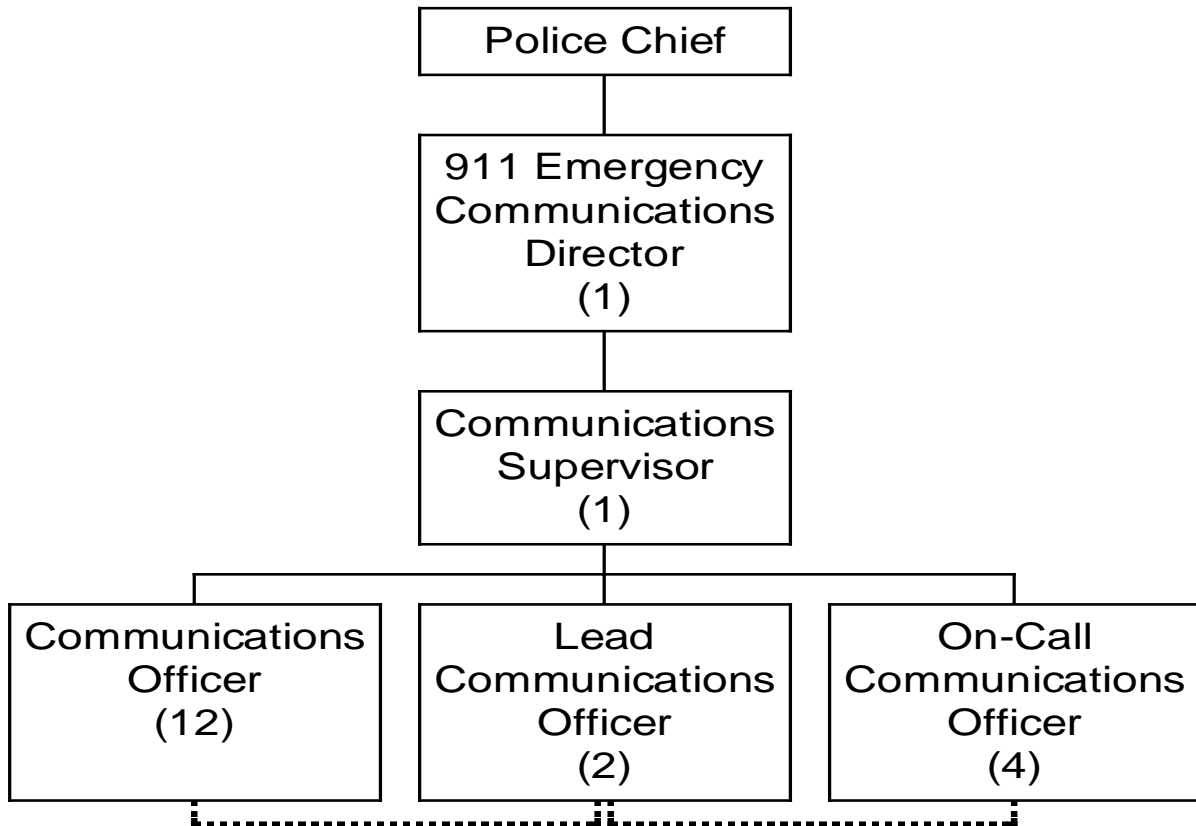 Police Chief
911 Emergency
Communications
Director
(1)
Communications
Supervisor
(1)
Communications
Officer
(12)
Lead
Communications
Officer
(2)
On-Call
Communications
Officer
(4)